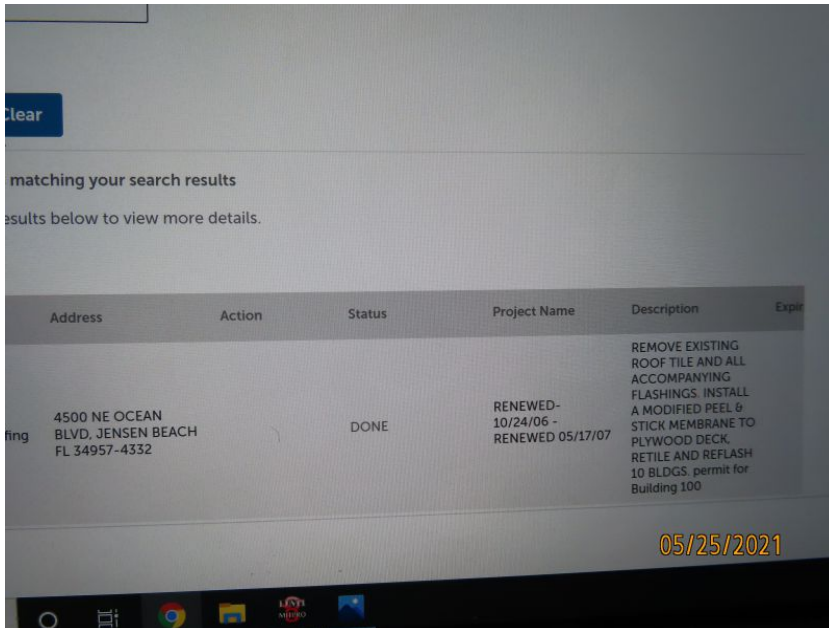 Clear
matching your search results
esults below to view more details.
Address Action Status Project Name Description Expir
fing
4500 NE OCEAN
BLVD, JENSEN BEACH
FL 34957-4332
DONE
RENEWED-
10/24/06 -
RENEWED 05/17/07
REMOVE EXISTING
ROOF TILE AND ALL
ACCOMPANYING
FLASHINGS. INSTALL
A MODIFIED PEEL &
STICK MEMBRANE TO
PLYWOOD DECK,
RETILE AND REFLASH
10 BLDGS. permit for
Building 100
05/25/2021